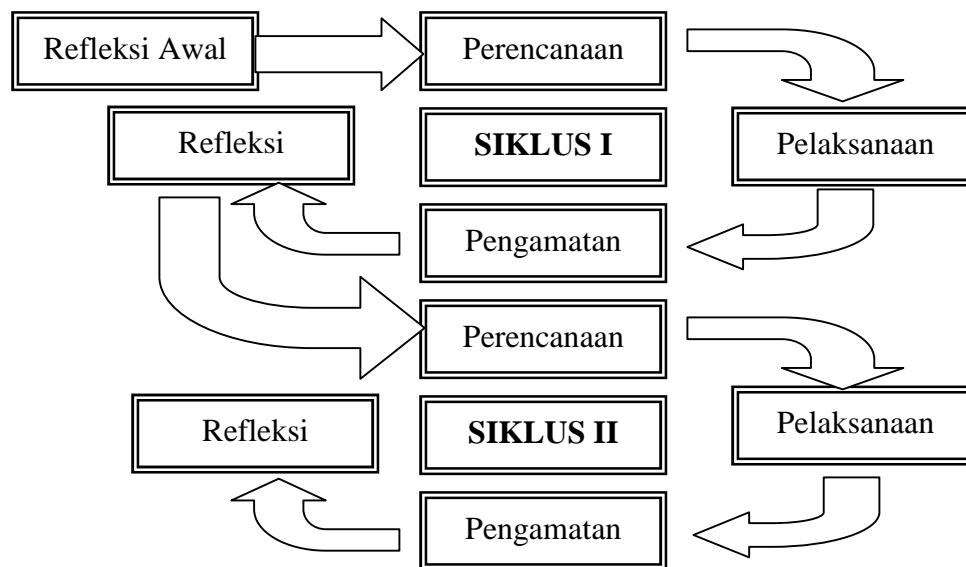 Refleksi Awal
Perencanaan
Refleksi
SIKLUS I
Pelaksanaan
Pengamatan
Perencanaan
Refleksi
SIKLUS II
Pelaksanaan
Pengamatan